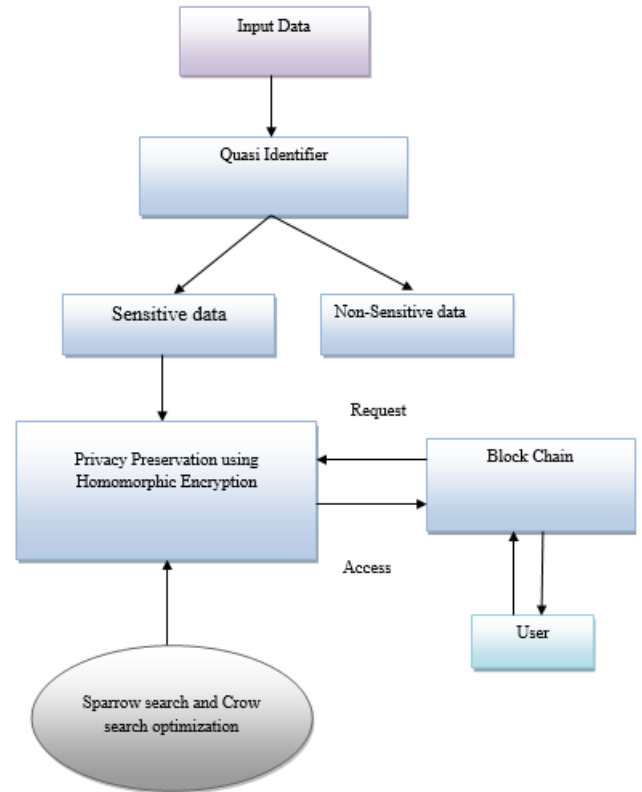 Input Data
Quasi Identifier
Sensitive data
Non-Sensitive data
Request
Privacy Preservation using
Homomorphic Encryption
Block Chain
Access
User
Sparrow search and Crow
search optimization